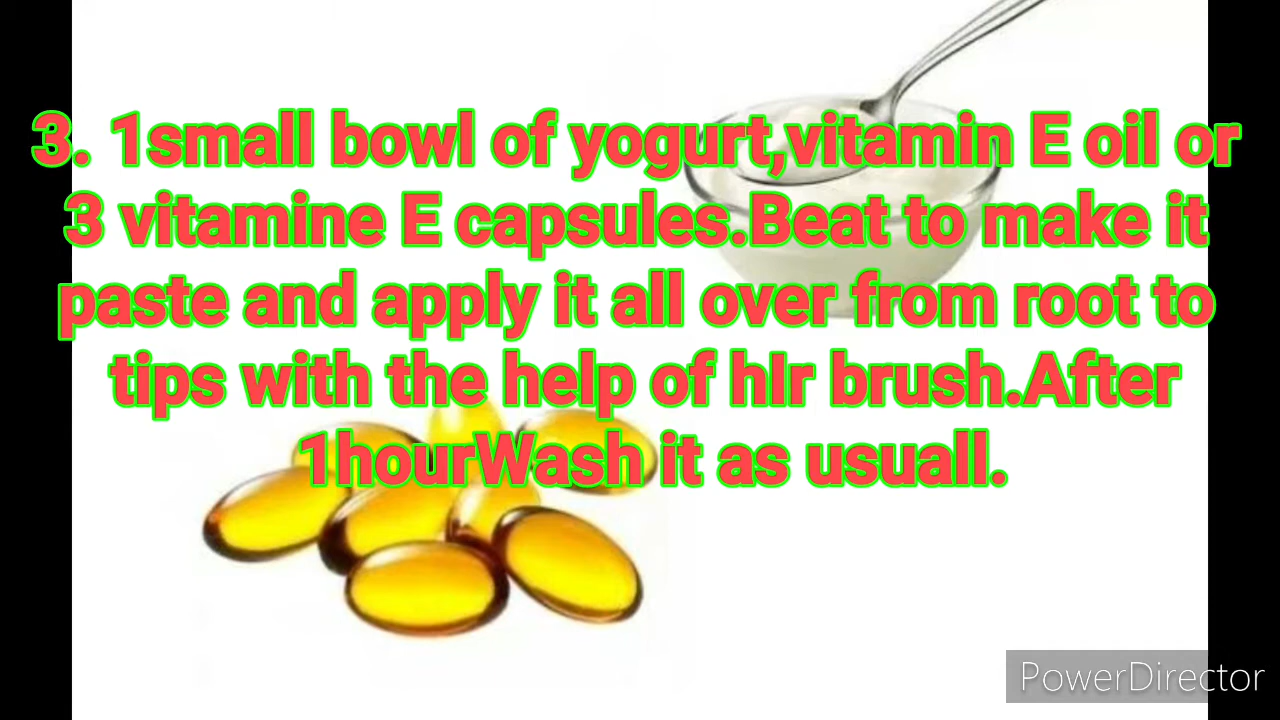 3. 1small bowl of yogurt,vitamin E oil or
3 vitamine E capsules.Beat to make it
paste and apply it all over from root to
tips with the help of hIr brush.After
1hourWash it as usuall.
PowerDirector